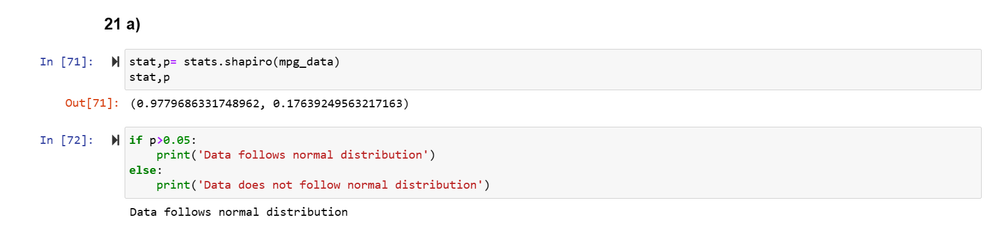 21 a)
In [71]: stat,p= stats.shapiro(mpg_data)
stat,p
Out[71]: (0.9779686331748962, 0.17639249563217163)
In [72]: if p>0.05:
    print('Data follows normal distribution')
else:
    print('Data does not follow normal distribution')
Data follows normal distribution